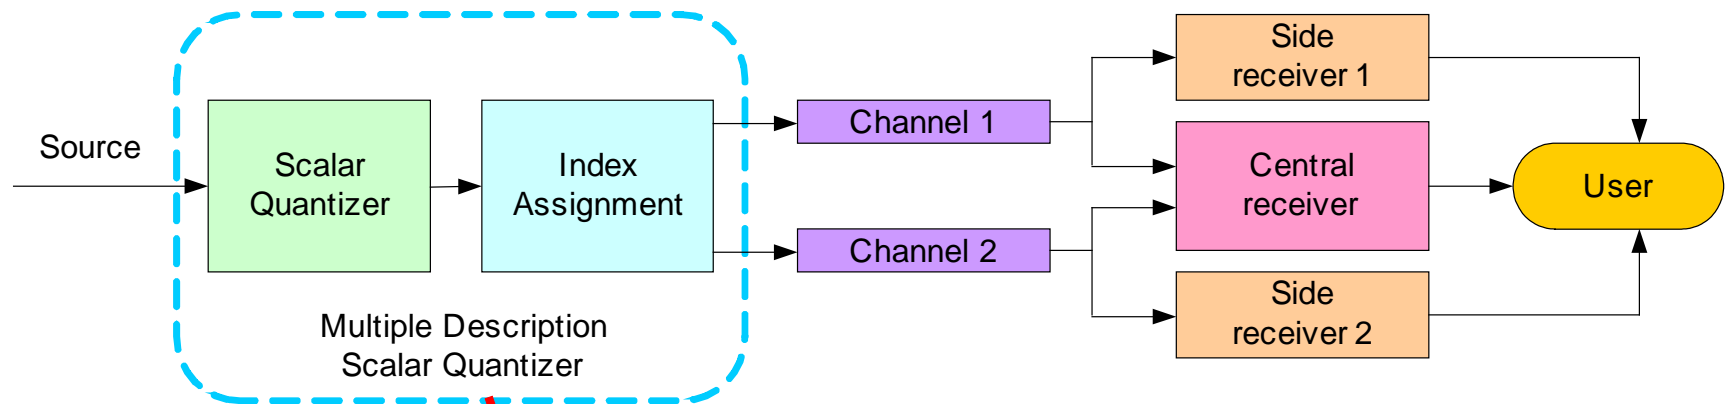 Source
Scalar
Quantizer
Index
Assignment
Multiple Description
Scalar Quantizer
Channel 1
Channel 2
Side
receiver 1
Central
receiver
Side
receiver 2
User